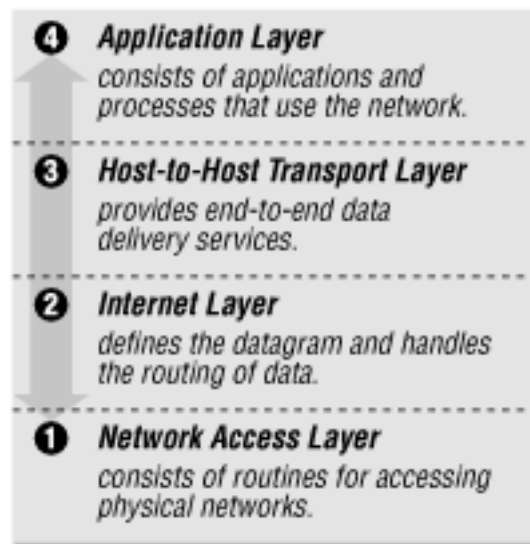 4 Application Layer
consists of applications and
processes that use the network.
3 Host-to-Host Transport Layer
provides end-to-end data
delivery services.
2 Internet Layer
defines the datagram and handles
the routing of data.
1 Network Access Layer
consists of routines for accessing
physical networks.